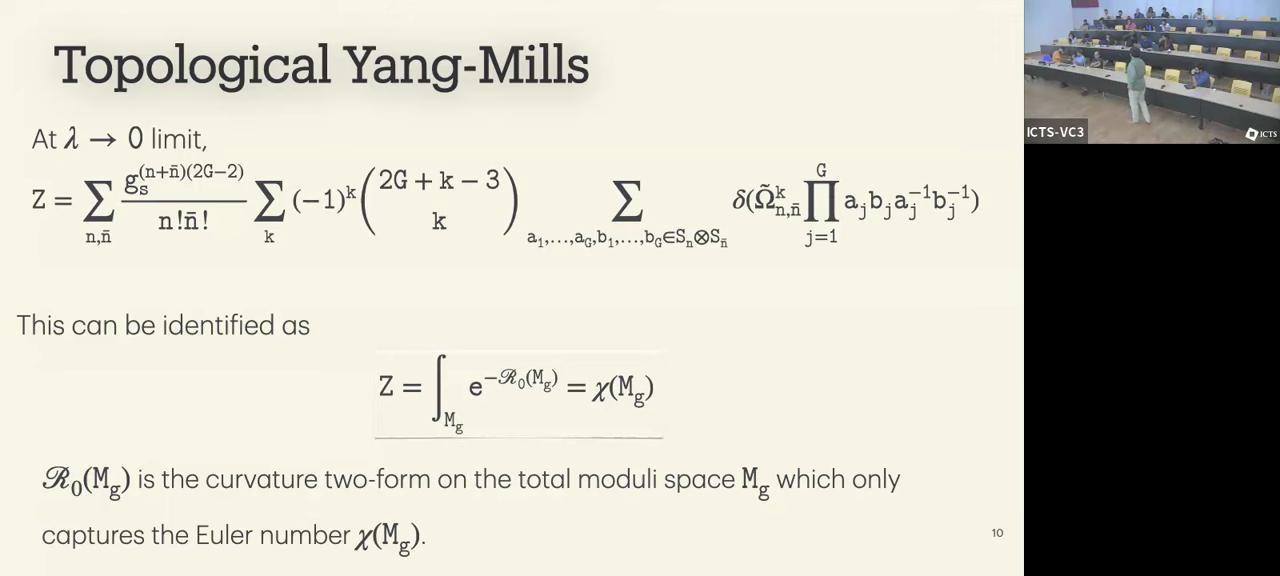 Topological Yang-Mills
At λ → 0 limit,
Z = ∑_{n,n̄} \frac{g_s^{(n+n̄)(2G−2)}}{n!n̄!} ∑_k (−1)^k \binom{2G + k − 3}{k} ∑_{a_1,…,a_G,b_1,…,b_G∈S_n⊗S_n̄} δ(Ω̃^k_{n,n̄} ∏_{j=1}^{G} a_j b_j a_j^{−1} b_j^{−1})
This can be identified as
Z = ∫_{M_g} e^{−ℛ_0(M_g)} = χ(M_g)
ℛ_0(M_g) is the curvature two-form on the total moduli space M_g which only
captures the Euler number χ(M_g).
10
ICTS-VC3
ICTS